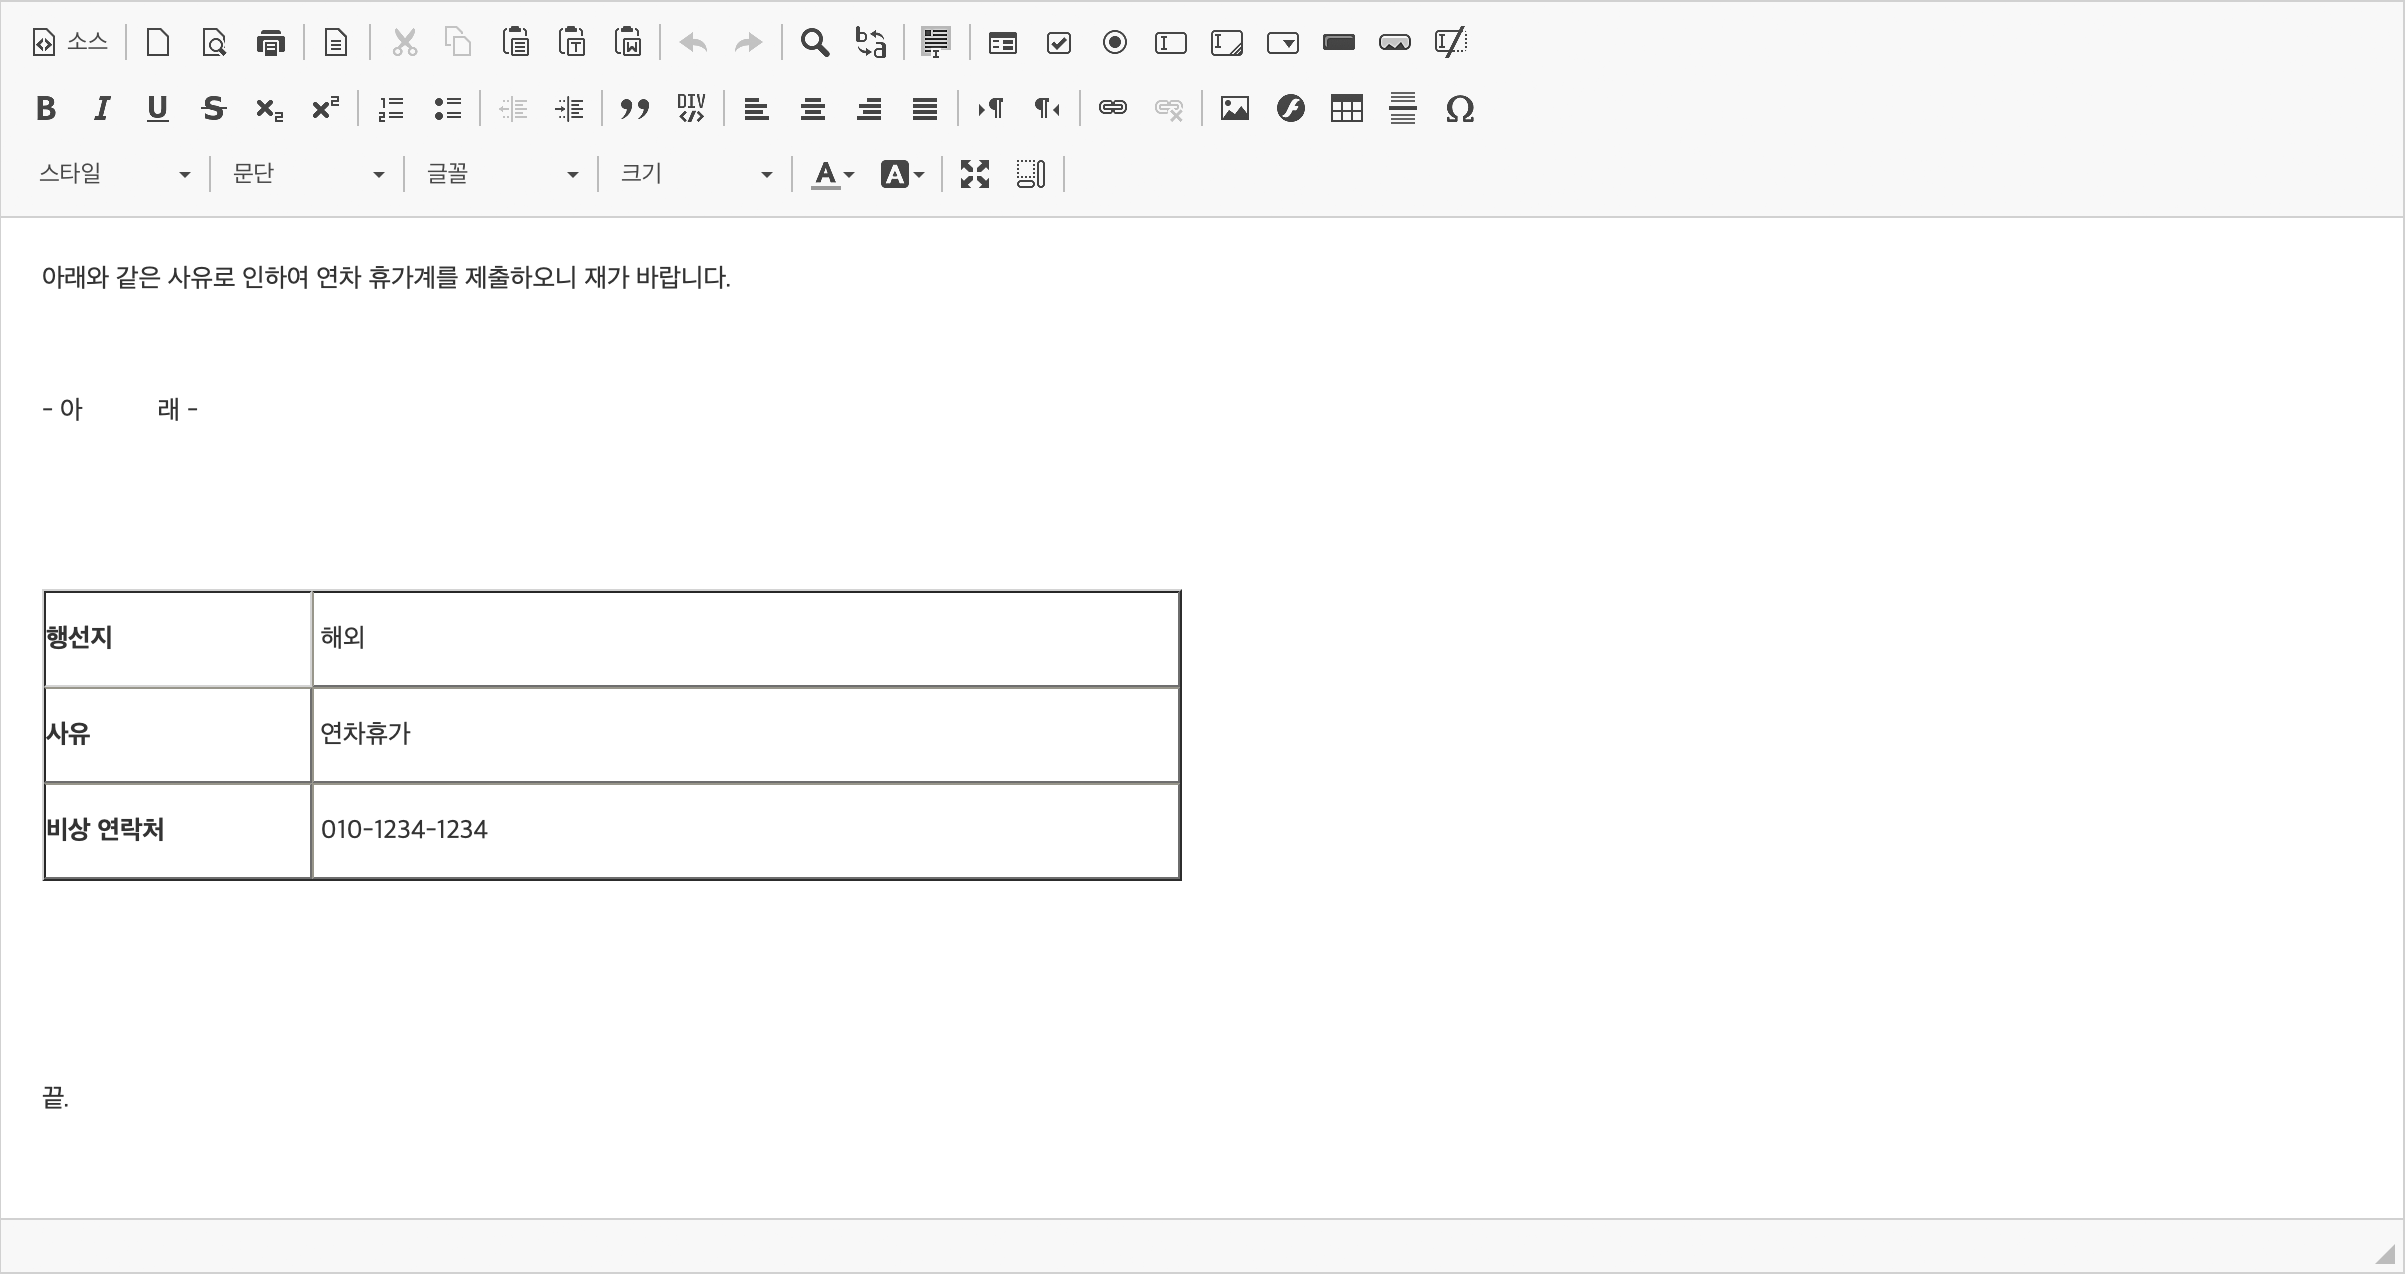 소스
B I U S x₂ x² DIV
스타일 문단 글꼴 크기 A A
아래와 같은 사유로 인하여 연차 휴가계를 제출하오니 재가 바랍니다.
- 아 래 -
행선지 해외
사유 연차휴가
비상 연락처 010-1234-1234
끝.